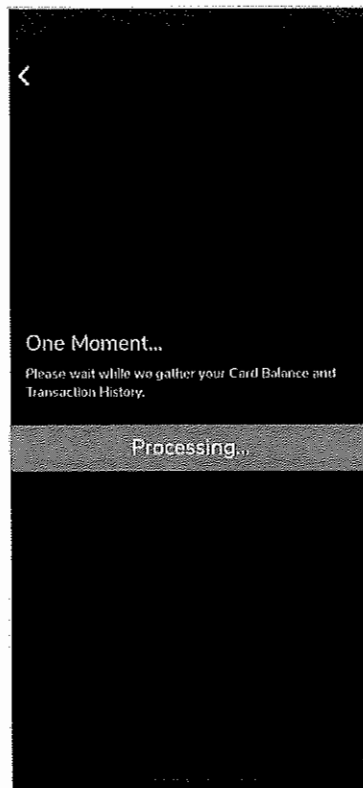 One Moment...
Please wait while we gather your Card Balance and
Transaction History.
Processing...